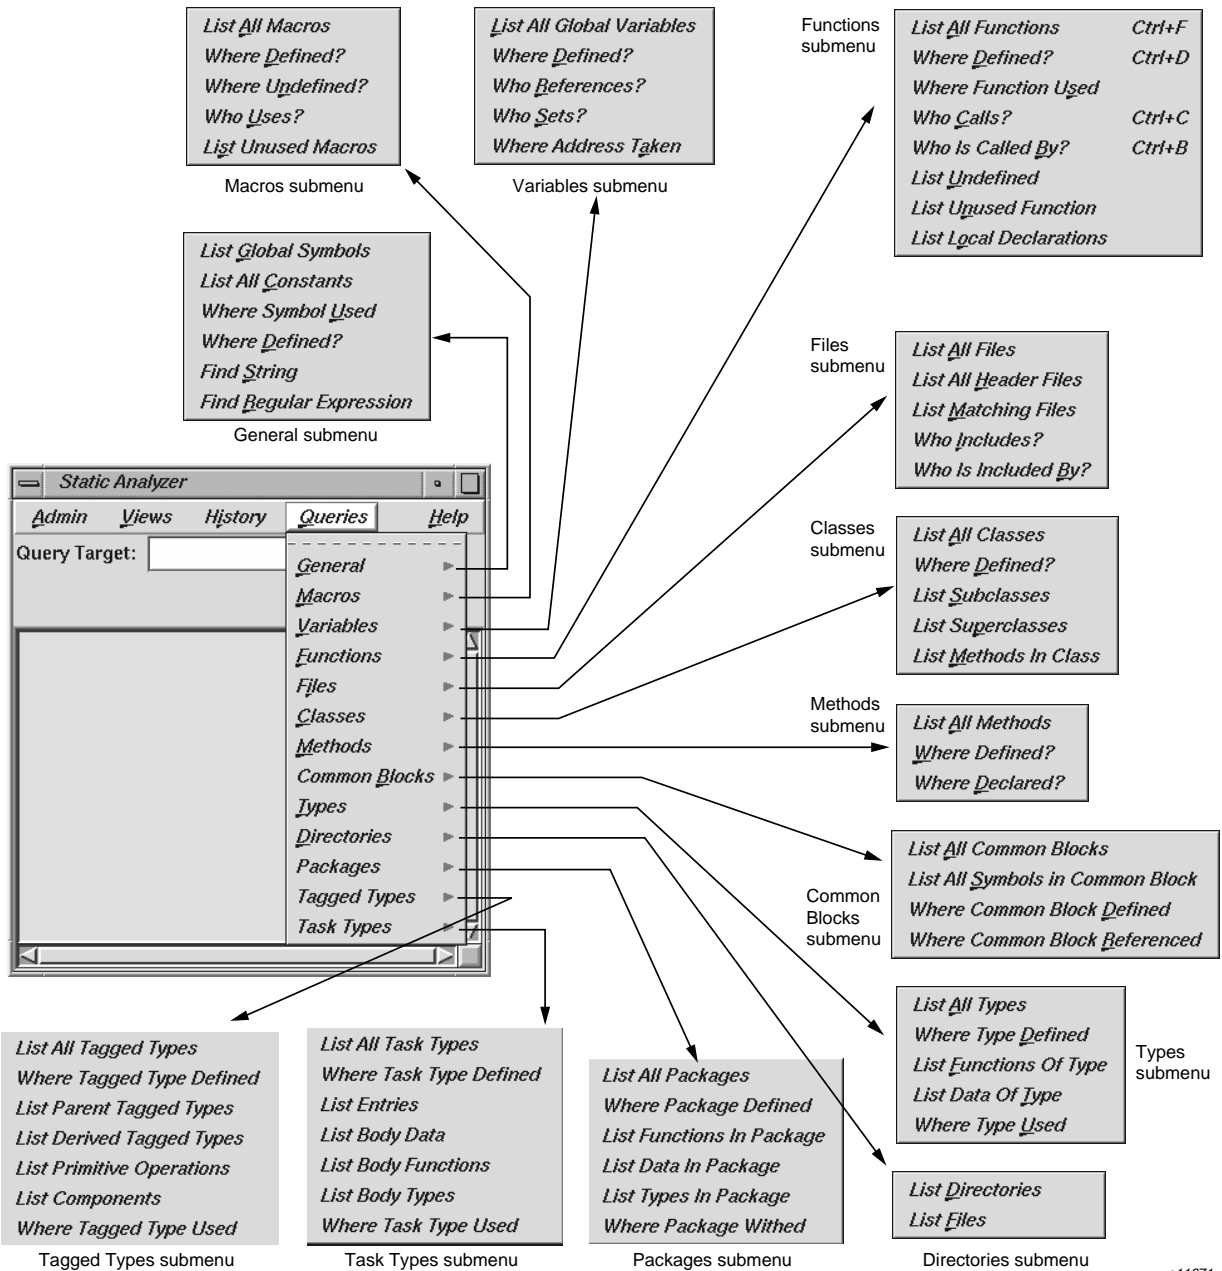 List All Macros
Where Defined?
Where Undefined?
Who Uses?
List Unused Macros
Macros submenu
List All Global Variables
Where Defined?
Who References?
Who Sets?
Where Address Taken
Variables submenu
Functions
submenu
List All Functions Ctrl+F
Where Defined? Ctrl+D
Where Function Used
Who Calls? Ctrl+C
Who Is Called By? Ctrl+B
List Undefined
List Unused Function
List Local Declarations
List Global Symbols
List All Constants
Where Symbol Used
Where Defined?
Find String
Find Regular Expression
General submenu
Files
submenu
List All Files
List All Header Files
List Matching Files
Who Includes?
Who Is Included By?
Static Analyzer
Admin Views History Queries Help
Query Target:
General
Macros
Variables
Functions
Files
Classes
Methods
Common Blocks
Types
Directories
Packages
Tagged Types
Task Types
Classes
submenu
List All Classes
Where Defined?
List Subclasses
List Superclasses
List Methods In Class
Methods
submenu
List All Methods
Where Defined?
Where Declared?
Common
Blocks
submenu
List All Common Blocks
List All Symbols in Common Block
Where Common Block Defined
Where Common Block Referenced
List All Types
Where Type Defined
List Functions Of Type
List Data Of Type
Where Type Used
Types
submenu
List All Tagged Types
Where Tagged Type Defined
List Parent Tagged Types
List Derived Tagged Types
List Primitive Operations
List Components
Where Tagged Type Used
Tagged Types submenu
List All Task Types
Where Task Type Defined
List Entries
List Body Data
List Body Functions
List Body Types
Where Task Type Used
Task Types submenu
List All Packages
Where Package Defined
List Functions In Package
List Data In Package
List Types In Package
Where Package Withed
Packages submenu
List Directories
List Files
Directories submenu